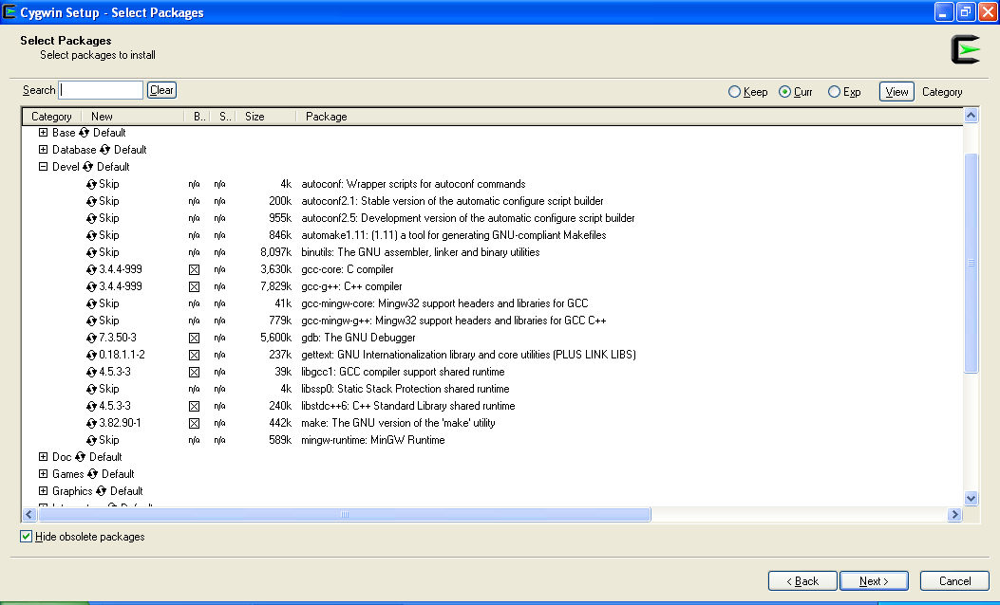 Cygwin Setup - Select Packages
Select Packages
Select packages to install
Search Clear Keep Curr Exp View Category
Category New B.. S.. Size Package
Base Default
Database Default
Devel Default
Skip n/a n/a 4k autoconf: Wrapper scripts for autoconf commands
Skip n/a n/a 200k autoconf2.1: Stable version of the automatic configure script builder
Skip n/a n/a 955k autoconf2.5: Development version of the automatic configure script builder
Skip n/a n/a 846k automake1.11: (1.11) a tool for generating GNU-compliant Makefiles
Skip n/a n/a 8,097k binutils: The GNU assembler, linker and binary utilities
3.4.4-999 n/a 3,630k gcc-core: C compiler
3.4.4-999 n/a 7,829k gcc-g++: C++ compiler
Skip n/a n/a 41k gcc-mingw-core: Mingw32 support headers and libraries for GCC
Skip n/a n/a 779k gcc-mingw-g++: Mingw32 support headers and libraries for GCC C++
7.3.50-3 n/a 5,600k gdb: The GNU Debugger
0.18.1.1-2 n/a 237k gettext: GNU Internationalization library and core utilities (PLUS LINK LIBS)
4.5.3-3 n/a 39k libgcc1: GCC compiler support shared runtime
Skip n/a n/a 4k libssp0: Static Stack Protection shared runtime
4.5.3-3 n/a 240k libstdc++6: C++ Standard Library shared runtime
3.82.90-1 n/a 442k make: The GNU version of the 'make' utility
Skip n/a n/a 589k mingw-runtime: MinGW Runtime
Doc Default
Games Default
Graphics Default
Hide obsolete packages
< Back Next > Cancel